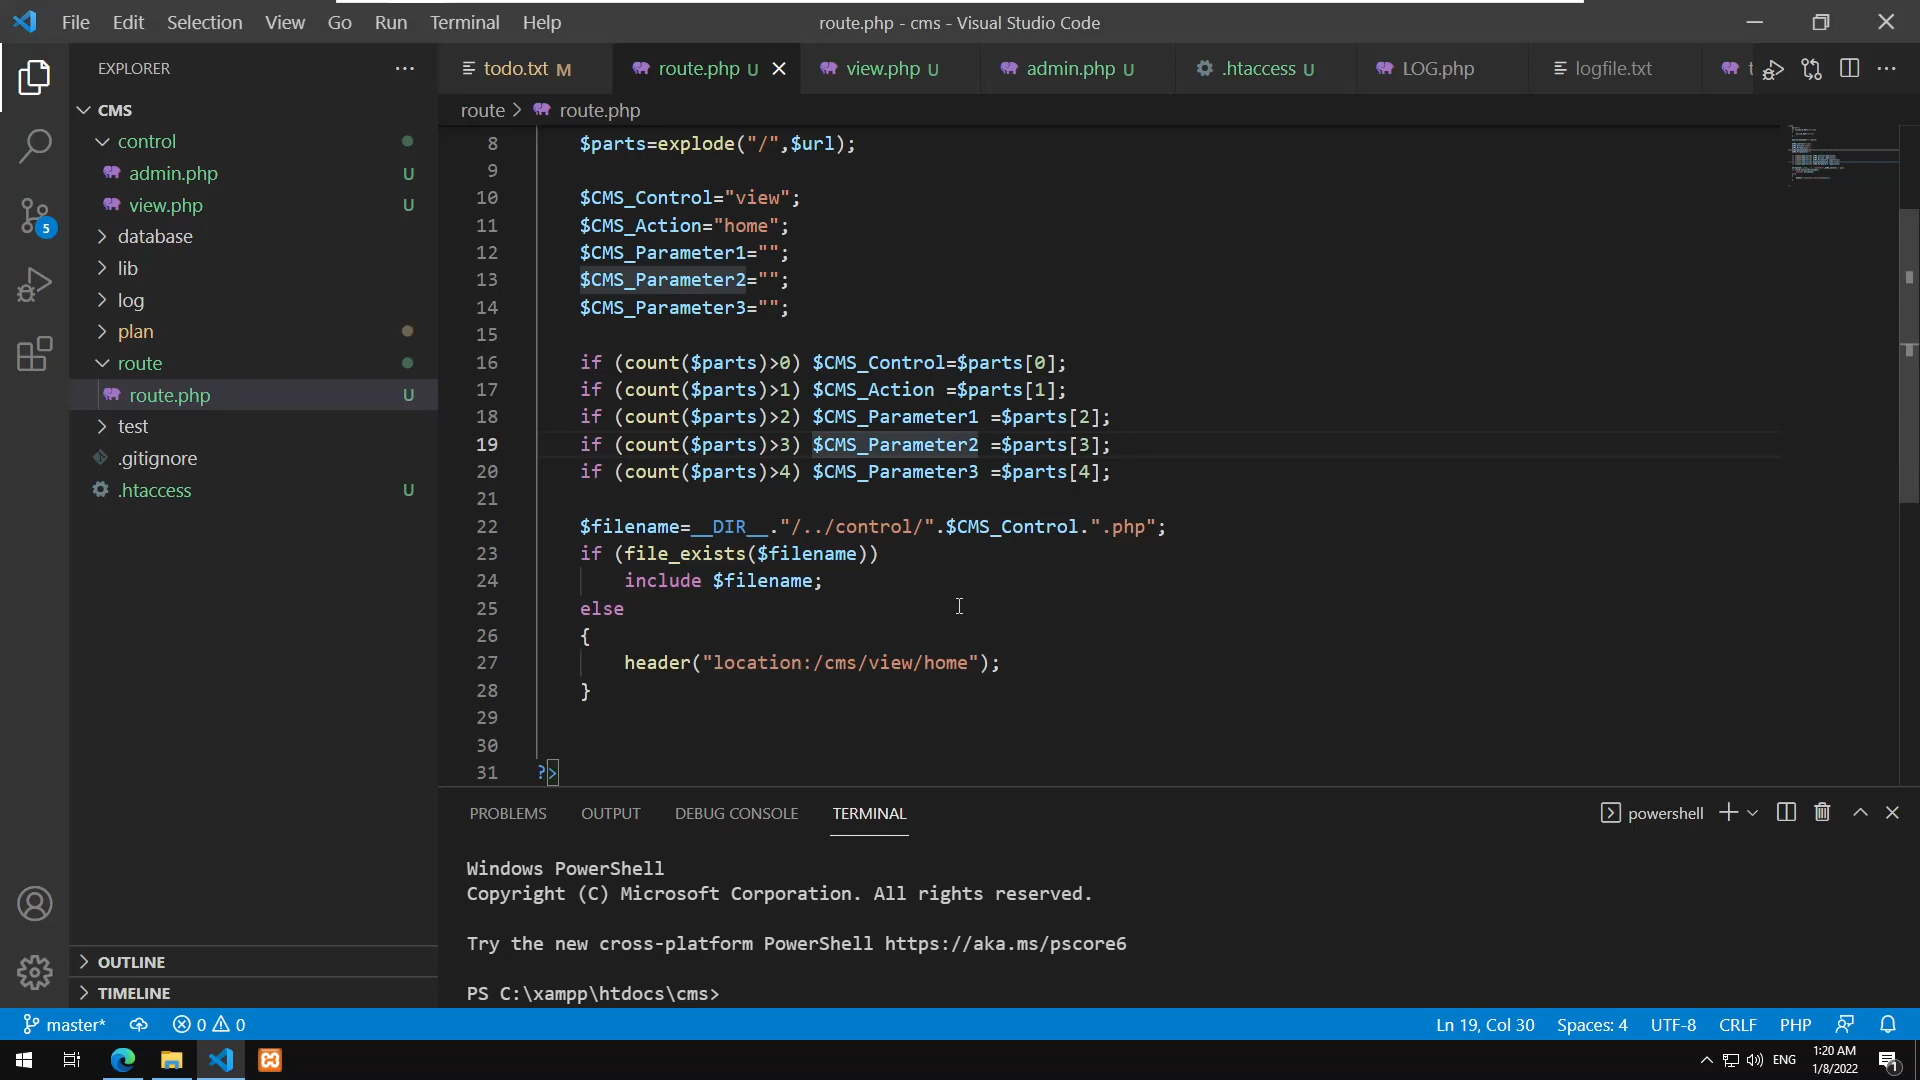 File Edit Selection View Go Run Terminal Help
route.php - cms - Visual Studio Code
EXPLORER
todo.txt M
route.php U
view.php U
admin.php U
.htaccess U
LOG.php
logfile.txt
t
CMS
control
admin.php U
view.php U
database
lib
log
plan
route
route.php U
test
.gitignore
.htaccess U
OUTLINE
TIMELINE
5
route > route.php
8 $parts=explode("/",$url);
9
10 $CMS_Control="view";
11 $CMS_Action="home";
12 $CMS_Parameter1="";
13 $CMS_Parameter2="";
14 $CMS_Parameter3="";
15
16 if (count($parts)>0) $CMS_Control=$parts[0];
17 if (count($parts)>1) $CMS_Action =$parts[1];
18 if (count($parts)>2) $CMS_Parameter1 =$parts[2];
19 if (count($parts)>3) $CMS_Parameter2 =$parts[3];
20 if (count($parts)>4) $CMS_Parameter3 =$parts[4];
21
22 $filename=__DIR__."/../control/".$CMS_Control.".php";
23 if (file_exists($filename))
24 include $filename;
25 else
26 {
27 header("location:/cms/view/home");
28 }
29
30
31 ?>
PROBLEMS OUTPUT DEBUG CONSOLE TERMINAL
powershell
Windows PowerShell
Copyright (C) Microsoft Corporation. All rights reserved.
Try the new cross-platform PowerShell https://aka.ms/pscore6
PS C:\xampp\htdocs\cms>
master* 0 0
Ln 19, Col 30 Spaces: 4 UTF-8 CRLF PHP
ENG
1:20 AM
1/8/2022
1